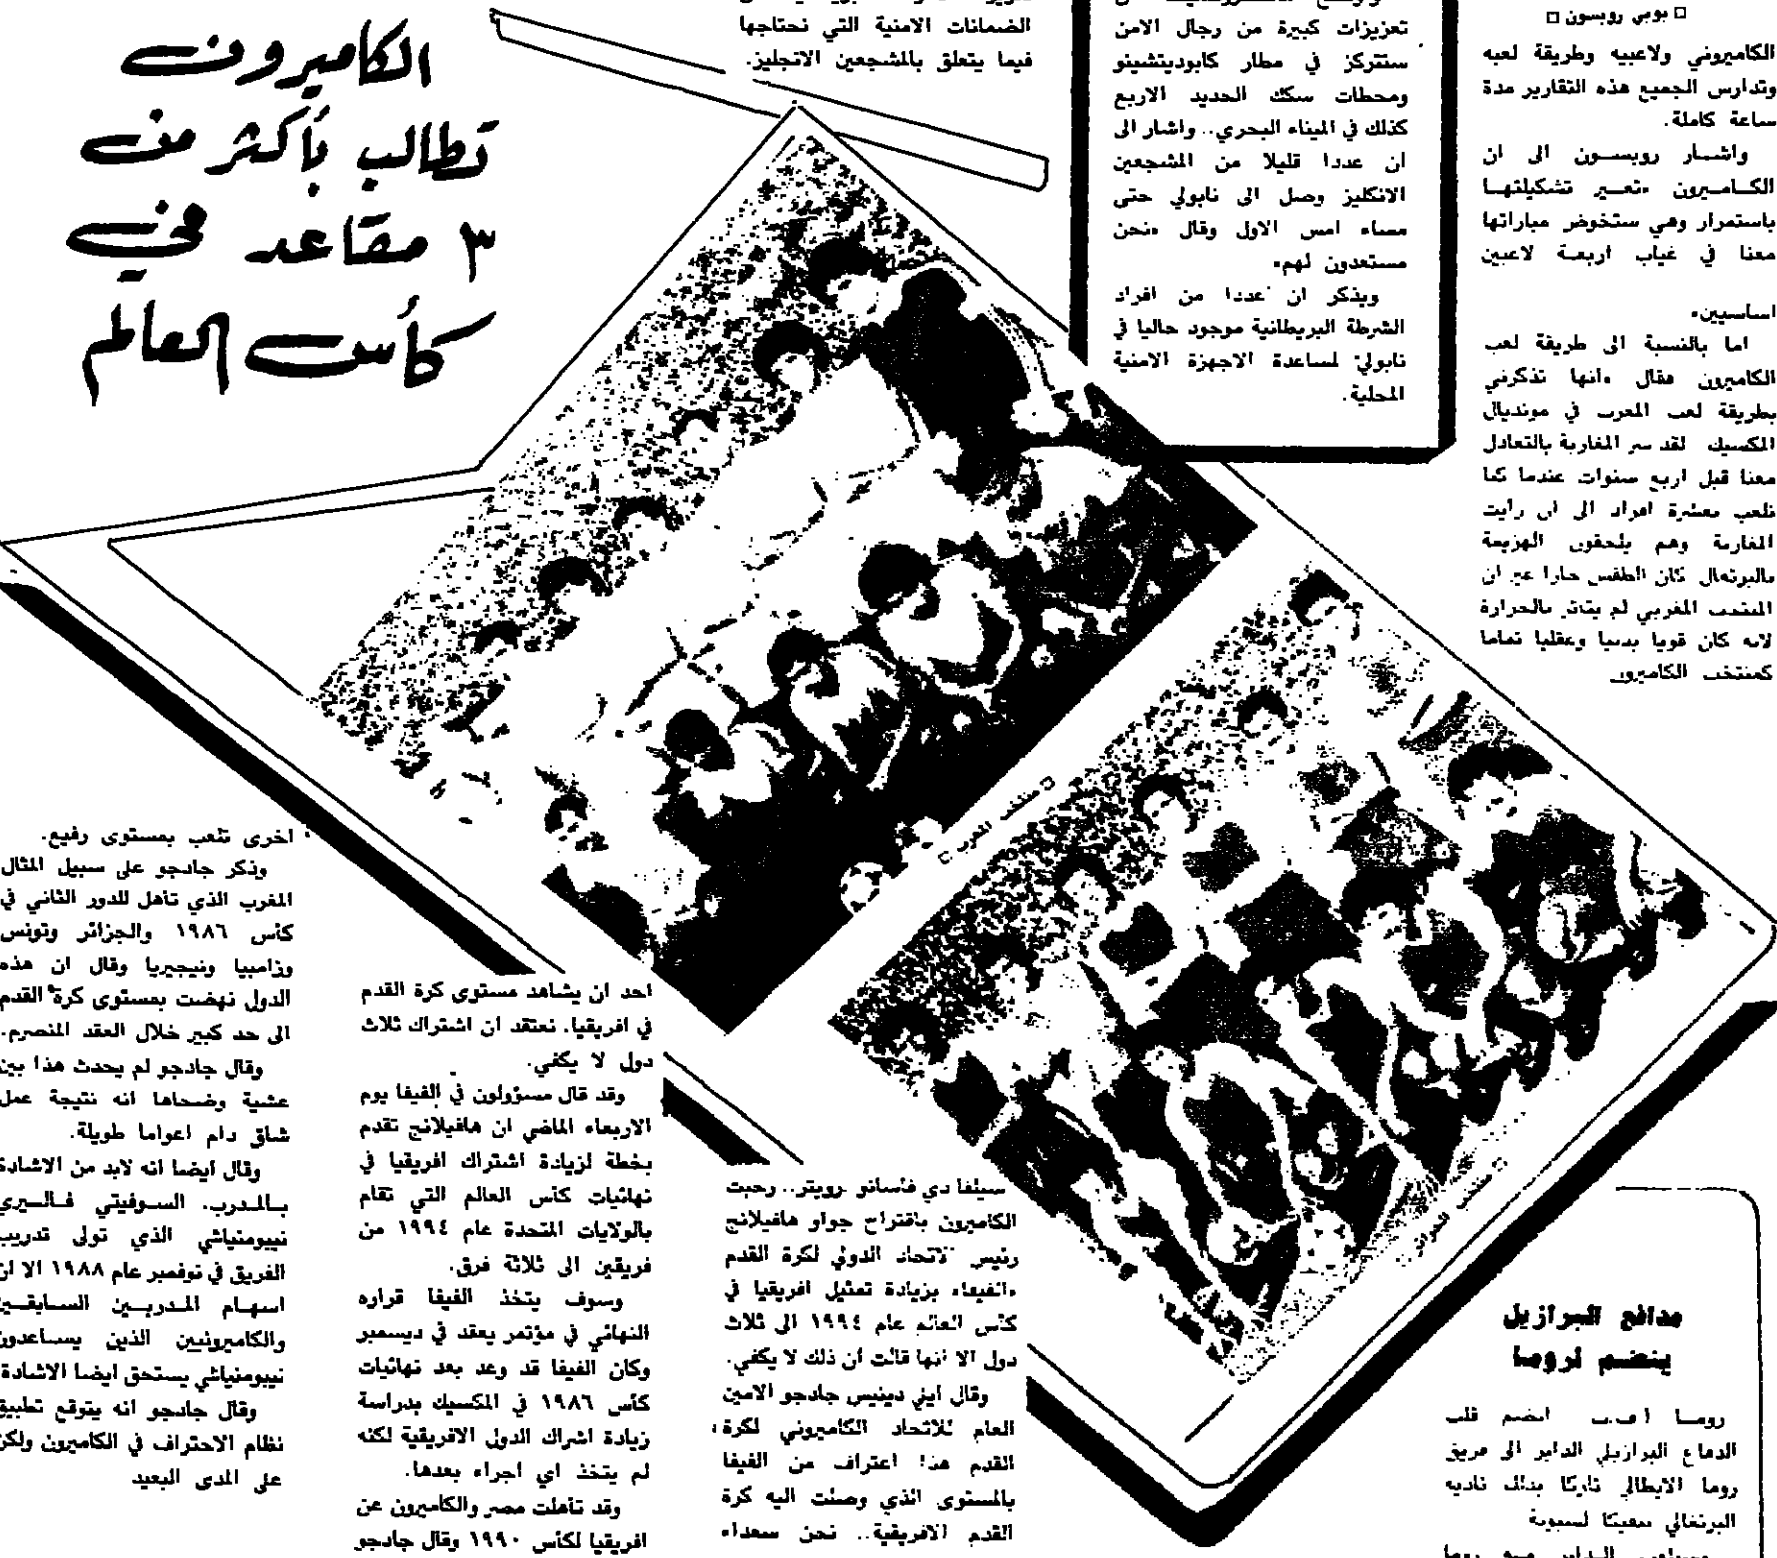 □ بوبي روبسون □
الكاميروني ولاعبيه وطريقة لعبه
وتدارس الجميع هذه التقارير مدة
ساعة كاملة.
واشار روبسون الى ان
الكاميرون «تغير تشكيلتها
باستمرار وهي ستخوض مباراتها
معنا في غياب اربعة لاعبين
اساسيين»
اما بالنسبة الى طريقة لعب
الكاميرون فقال «انها تذكرني
بطريقة لعب المغرب في مونديال
المكسيك لقد سر المغاربة بالتعادل
معنا قبل اربع سنوات عندما كنا
نلعب بعشرة افراد الى ان رأيت
المغاربة وهم يلحقون الهزيمة
بالبرتغال كان الطقس حارا غير ان
المنتخب المغربي لم يتاثر بالحرارة
لانه كان قويا بدنيا وعقليا تماما
كمنتخب الكاميرون
تعزيزات كبيرة من رجال الامن
ستتركز في مطار كابوديتشينو
ومحطات سكك الحديد الاربع
كذلك في الميناء البحري.. واشار الى
ان عددا قليلا من المشجعين
الانكليز وصل الى نابولي حتى
مساء امس الاول وقال «نحن
مستعدون لهم»
ويذكر ان عددا من افراد
الشرطة البريطانية موجود حاليا في
نابولي لمساعدة الاجهزة الامنية
المحلية.
الضمانات الامنية التي نحتاجها
فيما يتعلق بالمشجعين الانجليز.
الكاميرون
تطالب بأكثر من
٣ مقاعد في
كأس العالم
□ منتخب المغرب □
□ منتخب الجزائر
سيلفا دي فاسانو رويتر.. رحبت
الكاميرون باقتراح جواو هافيلانج
رئيس الاتحاد الدولي لكرة القدم
«الفيفا» بزيادة تمثيل افريقيا في
كأس العالم عام ١٩٩٤ الى ثلاث
دول الا انها قالت أن ذلك لا يكفي.
وقال ايني دينيس جادجو الامين
العام للاتحاد الكاميروني لكرة
القدم هذا اعتراف من الفيفا
بالمستوى الذي وصلت اليه كرة
القدم الافريقية.. نحن سعداء
احد ان يشاهد مستوى كرة القدم
في افريقيا. نعتقد ان اشتراك ثلاث
دول لا يكفي.
وقد قال مسؤولون في الفيفا يوم
الاربعاء الماضي ان هافيلانج تقدم
بخطة لزيادة اشتراك افريقيا في
نهائيات كأس العالم التي تقام
بالولايات المتحدة عام ١٩٩٤ من
فريقين الى ثلاثة فرق.
وسوف يتخذ الفيفا قراره
النهائي في مؤتمر يعقد في ديسمبر
وكان الفيفا قد وعد بعد نهائيات
كأس ١٩٨٦ في المكسيك بدراسة
زيادة اشراك الدول الافريقية لكنه
لم يتخذ اي اجراء بعدها.
وقد تأهلت مصر والكاميرون عن
افريقيا لكأس ١٩٩٠ وقال جادجو
اخرى تلعب بمستوى رفيع.
وذكر جادجو على سبيل المثال
المغرب الذي تأهل للدور الثاني في
كأس ١٩٨٦ والجزائر وتونس
وزامبيا ونيجيريا وقال ان هذه
الدول نهضت بمستوى كرة القدم
الى حد كبير خلال العقد المنصرم.
وقال جادجو لم يحدث هذا بين
عشية وضحاها انه نتيجة عمل
شاق دام اعواما طويلة.
وقال ايضا انه لابد من الاشادة
بالمدرب. السوفيتي فاليري
نيبومنياشي الذي تولى تدريب
الفريق في نوفمبر عام ١٩٨٨ الا ان
اسهام المدربين السابقين
والكاميرونيين الذين يساعدون
نيبومنياشي يستحق ايضا الاشادة
وقال جادجو انه يتوقع تطبيق
نظام الاحتراف في الكاميرون ولكن
على المدى البعيد
مدافع البرازيل
ينضم لروما
روما أ ف ب انضم قلب
الدفاع البرازيلي الداير الى فريق
روما الايطالي تاركا بذلك ناديه
البرتغالي بنفيكا لشبونة